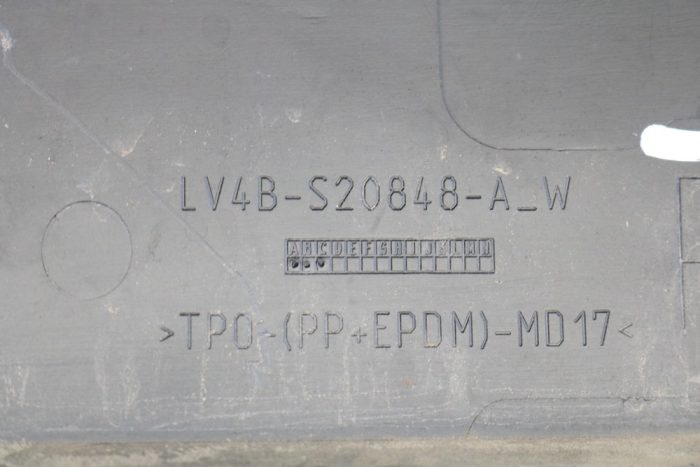 LV4B-S20848-A_W
ABCDEFGHIJKLMN
>TPO-(PP+EPDM)-MD17<